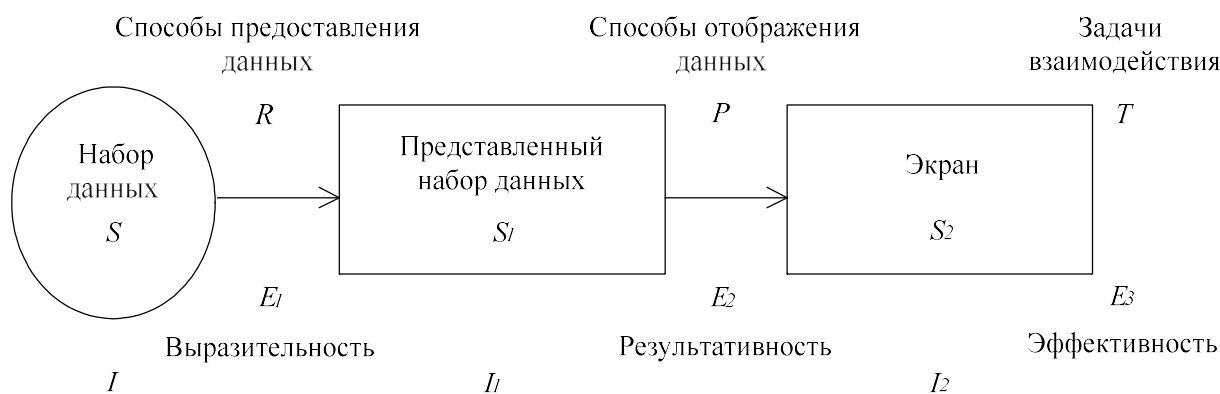 Способы предоставления
данных
Способы отображения
данных
Задачи
взаимодействия
R
P
T
Набор
данных
S
Представленный
набор данных
S1
Экран
S2
E1
E2
E3
Выразительность
Результативность
Эффективность
I
I1
I2